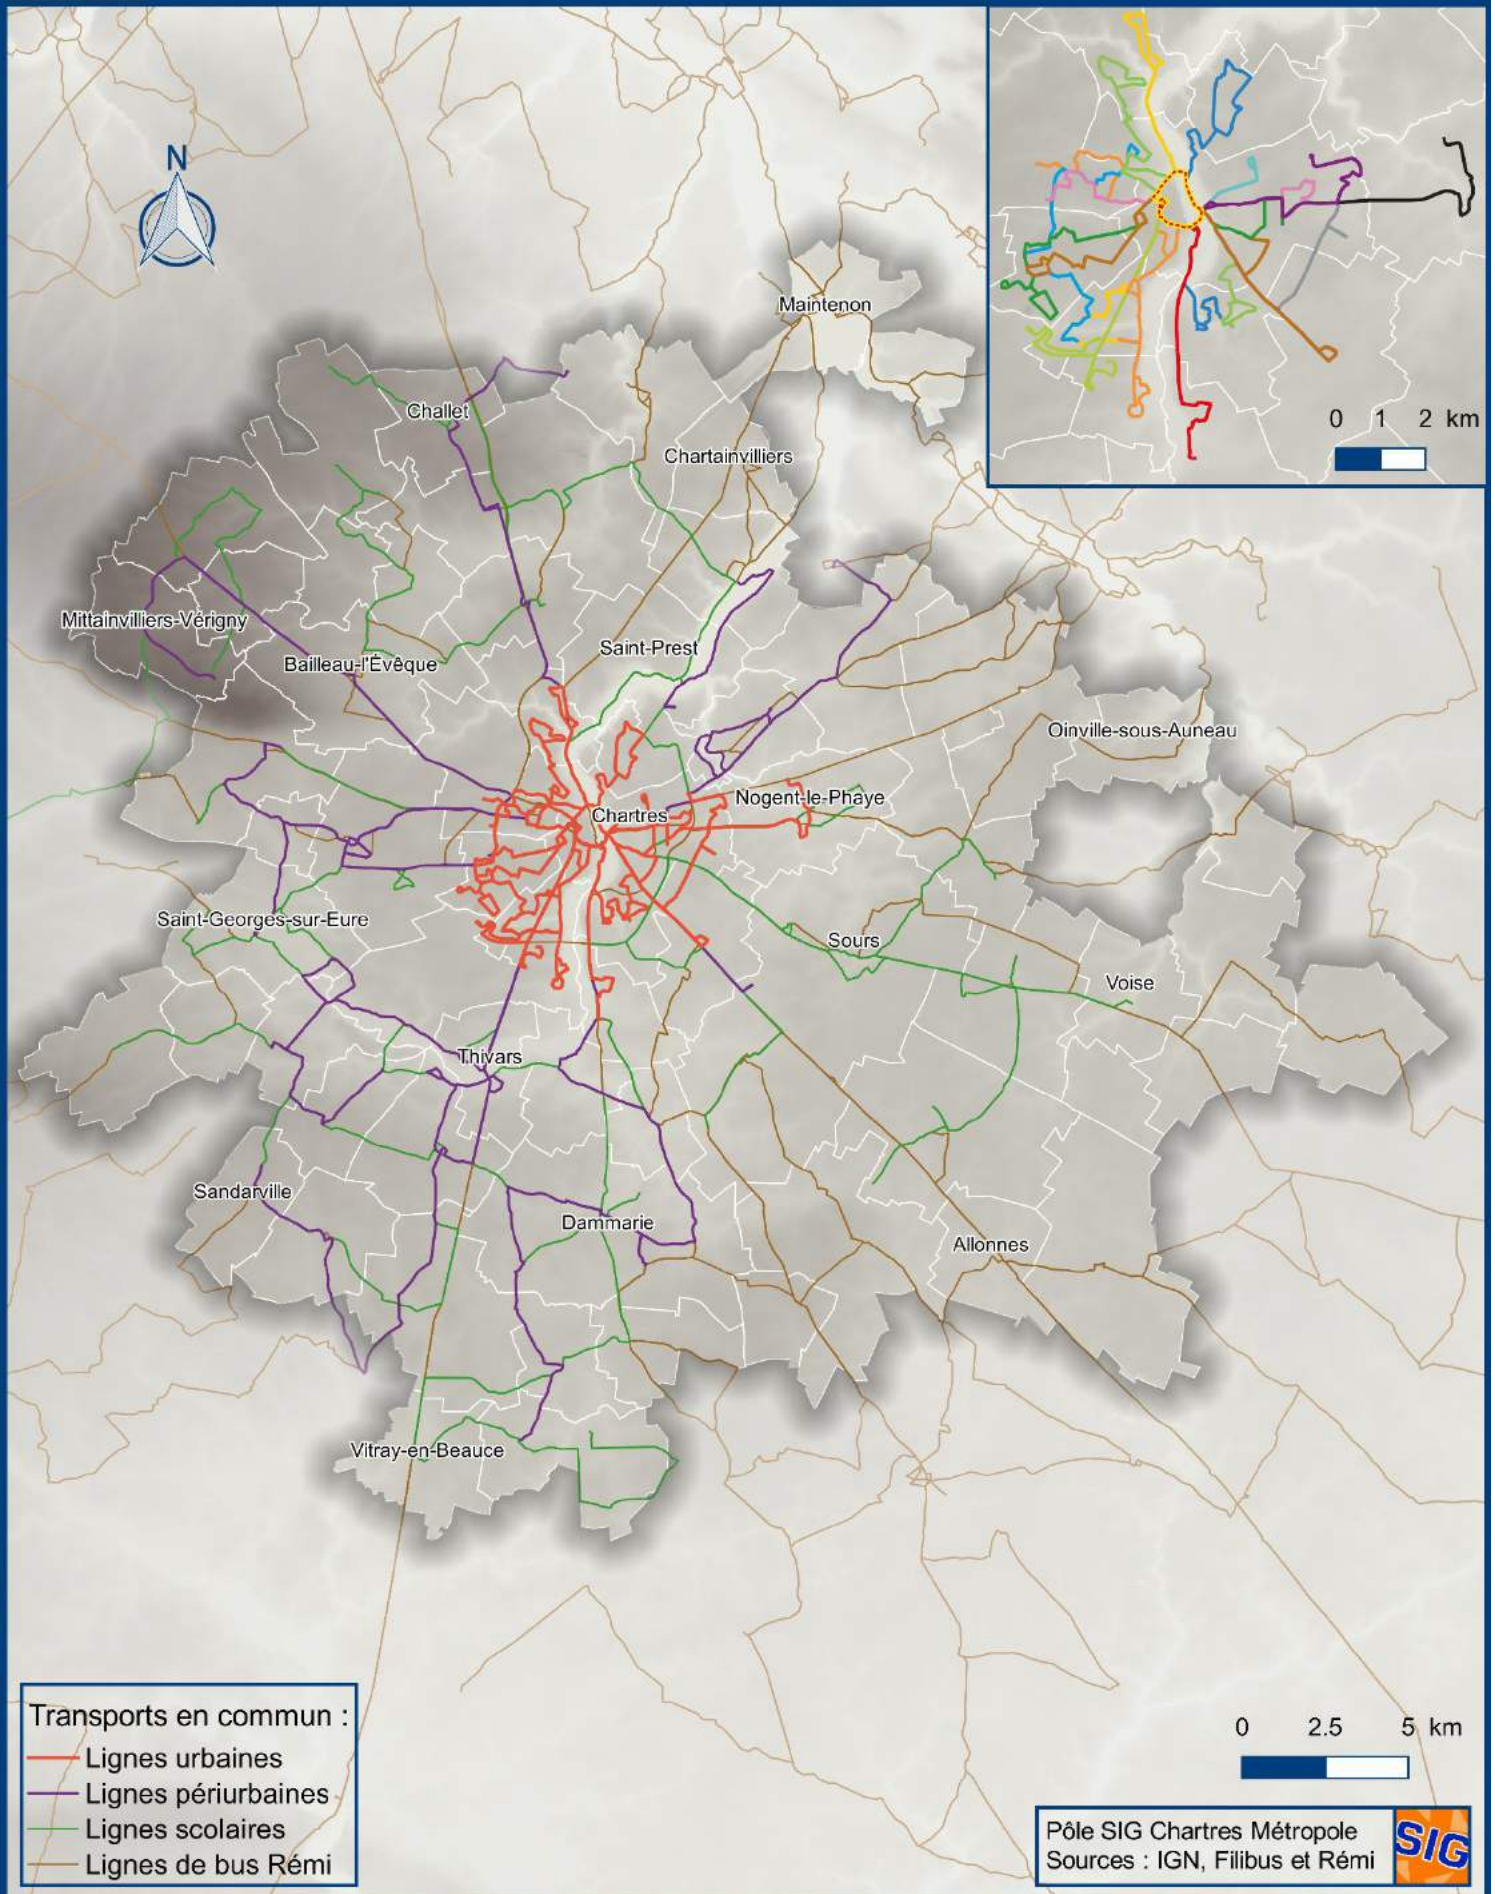 N
0 1 2 km
Maintenon
Challet
Chartainvilliers
Mittainvilliers-Vérigny
Saint-Prest
Bailleau-l'Évêque
Oinville-sous-Auneau
Nogent-le-Phaye
Chartres
Saint-Georges-sur-Eure
Sours
Voise
Thivars
Sandarville
Dammarie
Allonnes
Vitray-en-Beauce
Transports en commun :
Lignes urbaines
Lignes périurbaines
Lignes scolaires
Lignes de bus Rémi
0 2.5 5 km
Pôle SIG Chartres Métropole
Sources : IGN, Filibus et Rémi
SIG